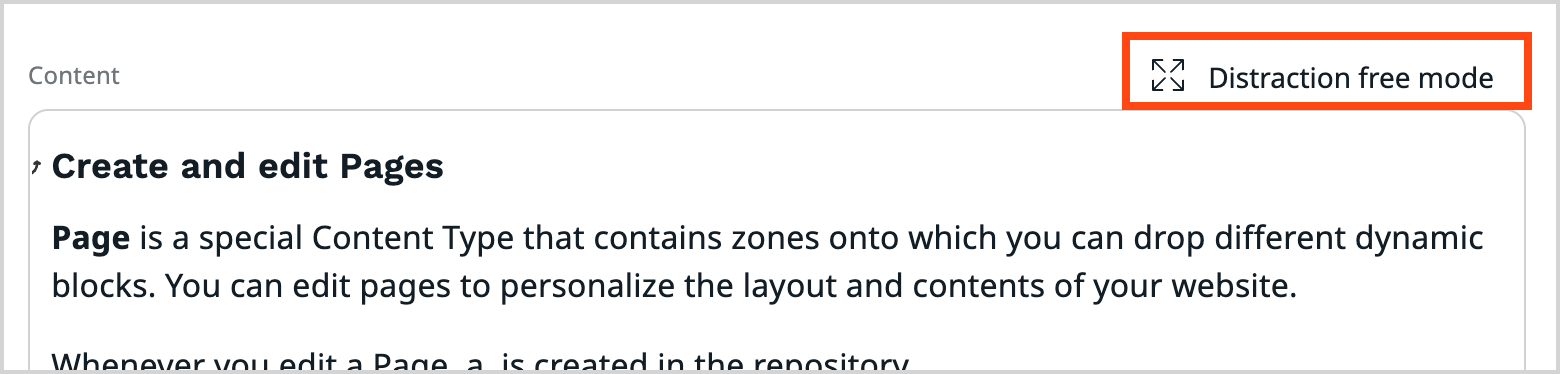 Content
Distraction free mode
Create and edit Pages
Page is a special Content Type that contains zones onto which you can drop different dynamic
blocks. You can edit pages to personalize the layout and contents of your website.
Whenever you edit a Page, a, is created in the repository